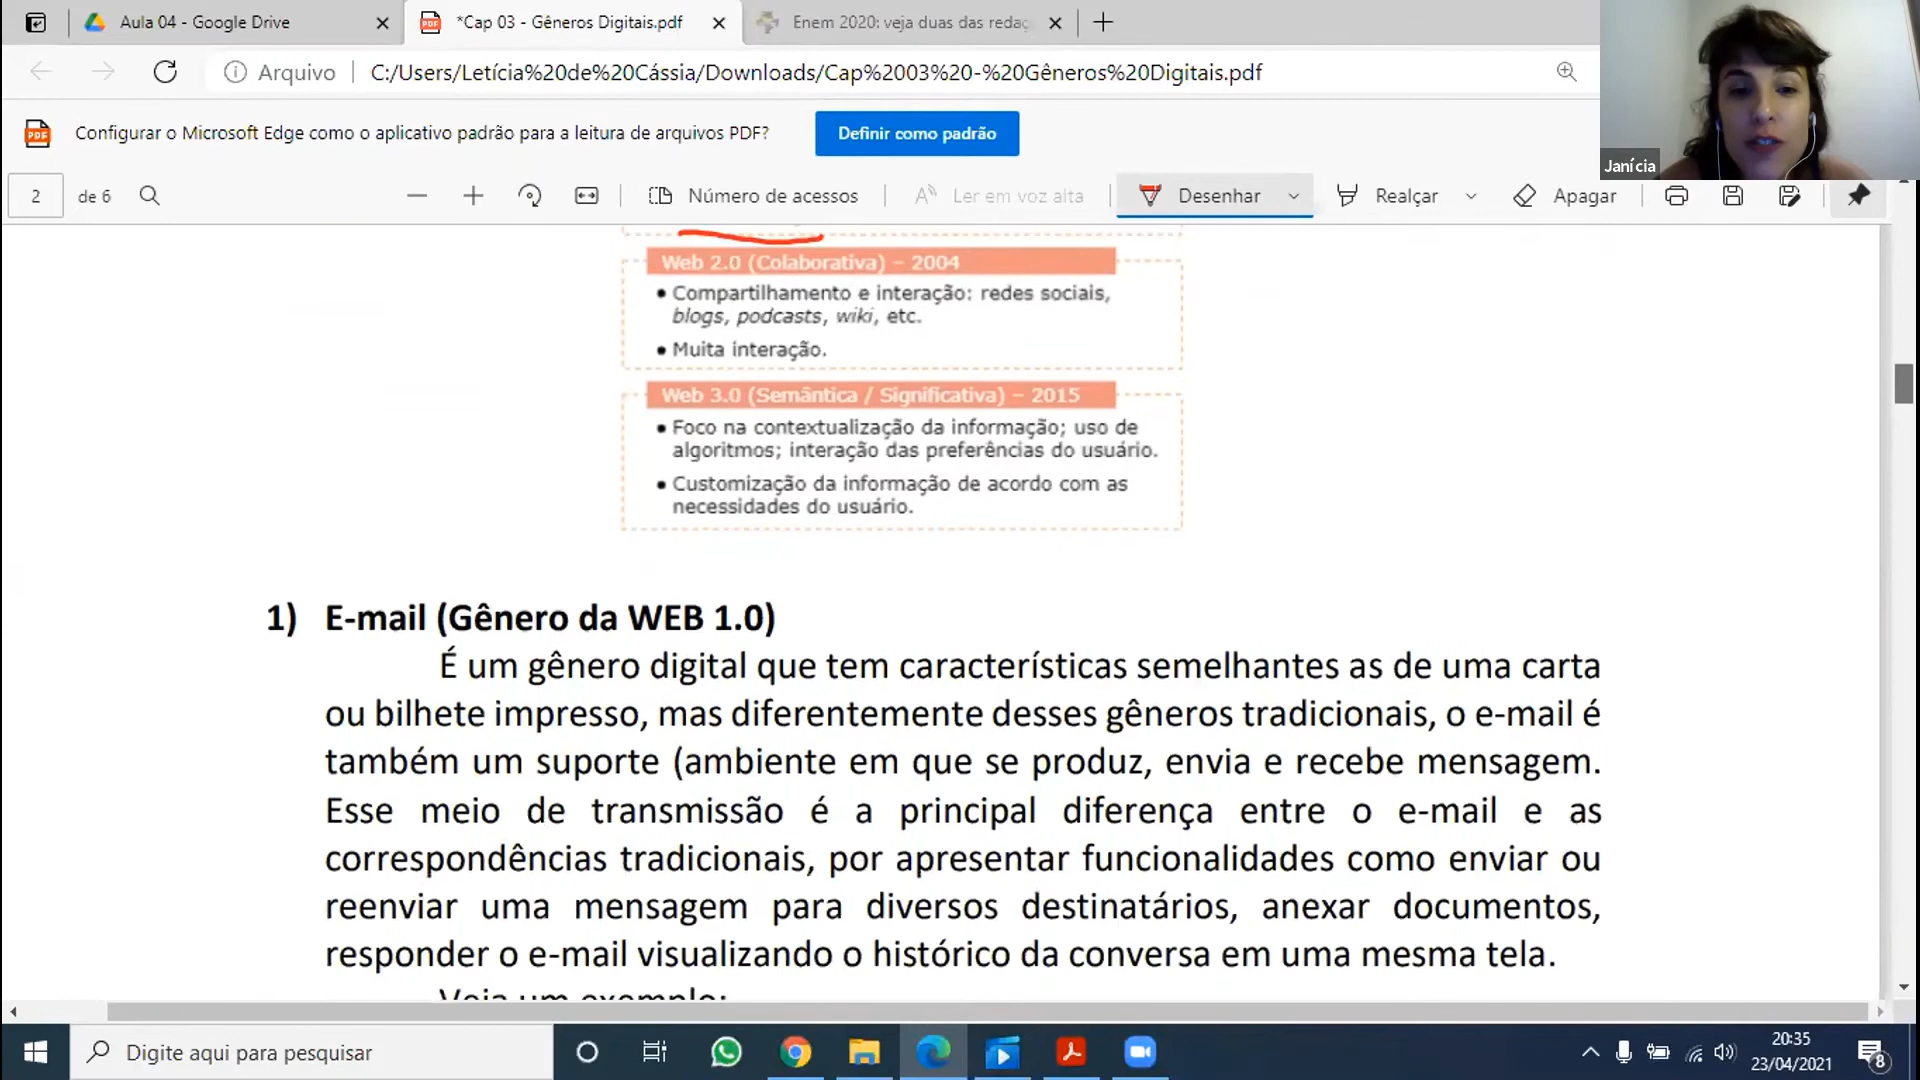 Aula 04 - Google Drive
*Cap 03 - Gêneros Digitais.pdf
Enem 2020: veja duas das redaç
Arquivo
C:/Users/Letícia%20de%20Cássia/Downloads/Cap%2003%20-%20Gêneros%20Digitais.pdf
Configurar o Microsoft Edge como o aplicativo padrão para a leitura de arquivos PDF?
Definir como padrão
Janícia
2
de 6
Número de acessos
Ler em voz alta
Desenhar
Realçar
Apagar
Web 2.0 (Colaborativa) – 2004
• Compartilhamento e interação: redes sociais,
blogs, podcasts, wiki, etc.
• Muita interação.
Web 3.0 (Semântica / Significativa) – 2015
• Foco na contextualização da informação; uso de
algoritmos; interação das preferências do usuário.
• Customização da informação de acordo com as
necessidades do usuário.
1) E-mail (Gênero da WEB 1.0)
É um gênero digital que tem características semelhantes as de uma carta
ou bilhete impresso, mas diferentemente desses gêneros tradicionais, o e-mail é
também um suporte (ambiente em que se produz, envia e recebe mensagem.
Esse meio de transmissão é a principal diferença entre o e-mail e as
correspondências tradicionais, por apresentar funcionalidades como enviar ou
reenviar uma mensagem para diversos destinatários, anexar documentos,
responder o e-mail visualizando o histórico da conversa em uma mesma tela.
Veja um exemplo:
Digite aqui para pesquisar
20:35
23/04/2021
8